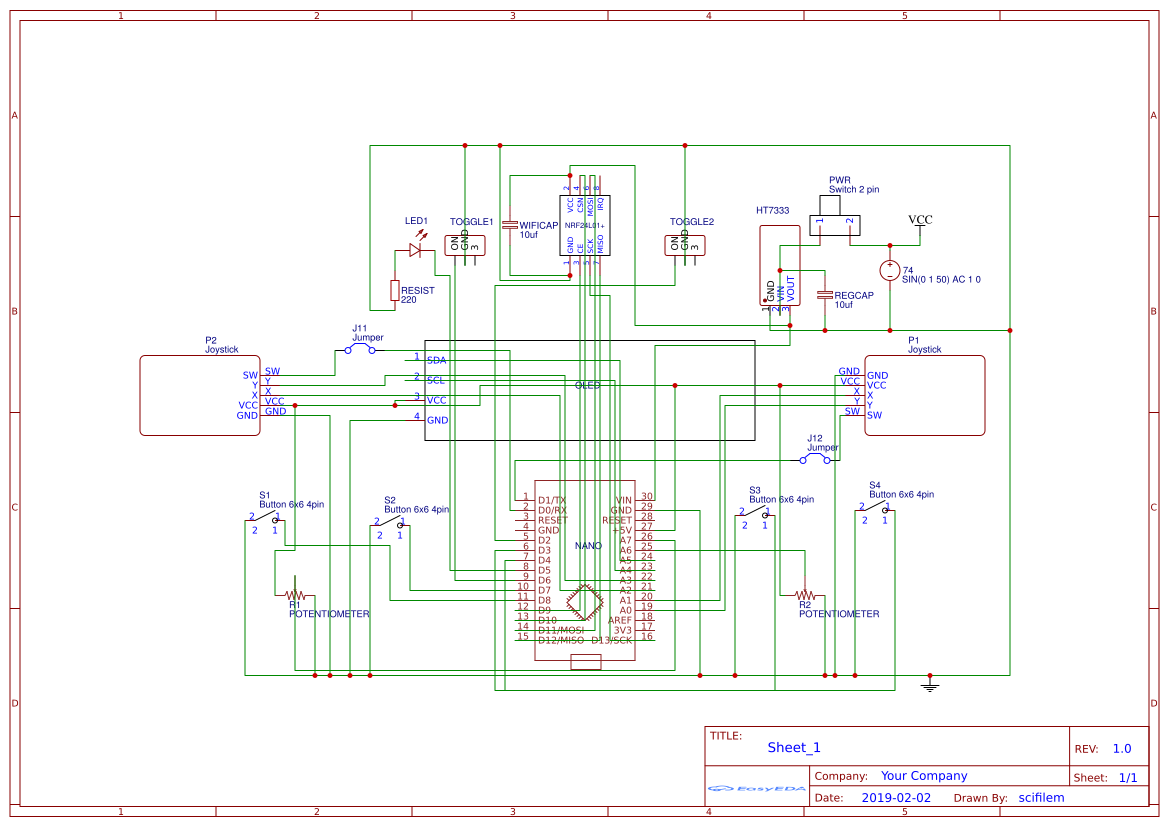 1 2 3 4 5
A A
PWR
Switch 2 pin
1 2
HT7333
VCC
LED1
TOGGLE1
ON GND 3
WIFICAP
10uf
2 4 6 8
VCC CSN MOSI IRQ
NRF24L01+
GND CE SCK MISO
1 3 5 7
TOGGLE2
ON GND 3
GND VIN VOUT
1 2 3
REGCAP
10uf
74
SIN(0 1 50) AC 1 0
RESIST
220
B B
P2
Joystick
J11
Jumper
SW SW
Y Y
X X
VCC VCC
GND GND
1 SDA
2 SCL
3 VCC
4 GND
OLED
P1
Joystick
GND GND
VCC VCC
X X
Y Y
SW SW
J12
Jumper
C C
S1
Button 6x6 4pin
2 1
2 1
S2
Button 6x6 4pin
2 1
2 1
S3
Button 6x6 4pin
2 1
2 1
S4
Button 6x6 4pin
2 1
2 1
1 D1/TX VIN 30
2 D0/RX GND 29
3 RESET RESET 28
4 GND +5V 27
5 D2 A7 26
6 D3 A6 25
7 D4 A5 24
8 D5 A4 23
9 D6 A3 22
10 D7 A2 21
11 D8 A1 20
12 D9 A0 19
13 D10 AREF 18
14 D11/MOSI 3V3 17
15 D12/MISO D13/SCK 16
NANO
R1
POTENTIOMETER
R2
POTENTIOMETER
D D
TITLE:
Sheet_1
REV: 1.0
EasyEDA
Company: Your Company
Sheet: 1/1
Date: 2019-02-02 Drawn By: scifilem
1 2 3 4 5